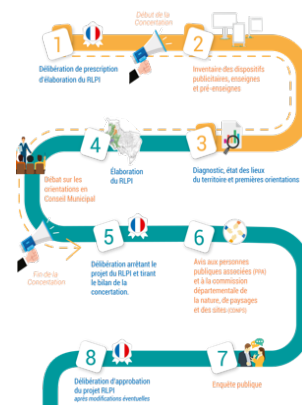 Début de la
Concertation
1
2
Délibération de prescription
d'élaboration du RLPI
Inventaire des dispositifs
publicitaires, enseignes
et pré-enseignes
4
3
Élaboration
du RLPI
Diagnostic, état des lieux
du territoire et premières orientations
Débat sur les
orientations en
Conseil Municipal
5
6
Fin de la
Concertation
Délibération arrêtant le
projet du RLPI et tirant
le bilan de la
concertation.
Avis aux personnes
publiques associées (PPA)
et à la commission
départementale de
la nature, de paysages
et des sites (CDNPS)
8
7
Délibération d'approbation
du projet RLPI
après modifications éventuelles
Enquête publique